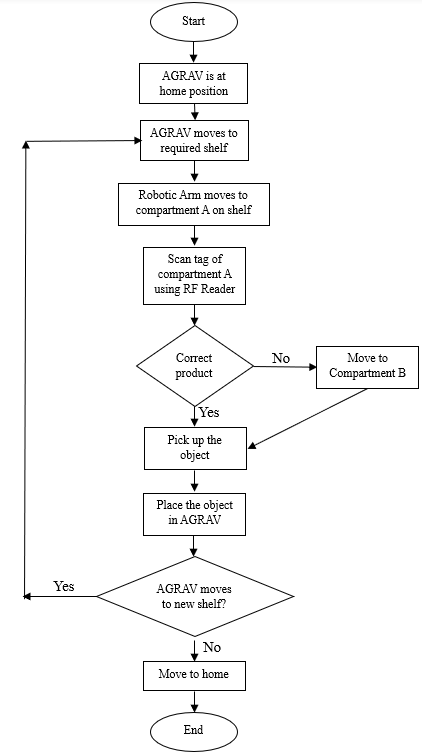 Start
AGRAV is at
home position
AGRAV moves to
required shelf
Robotic Arm moves to
compartment A on shelf
Scan tag of
compartment A
using RF Reader
Correct
product
No
Move to
Compartment B
Yes
Pick up the
object
Place the object
in AGRAV
AGRAV moves
to new shelf?
Yes
No
Move to home
End